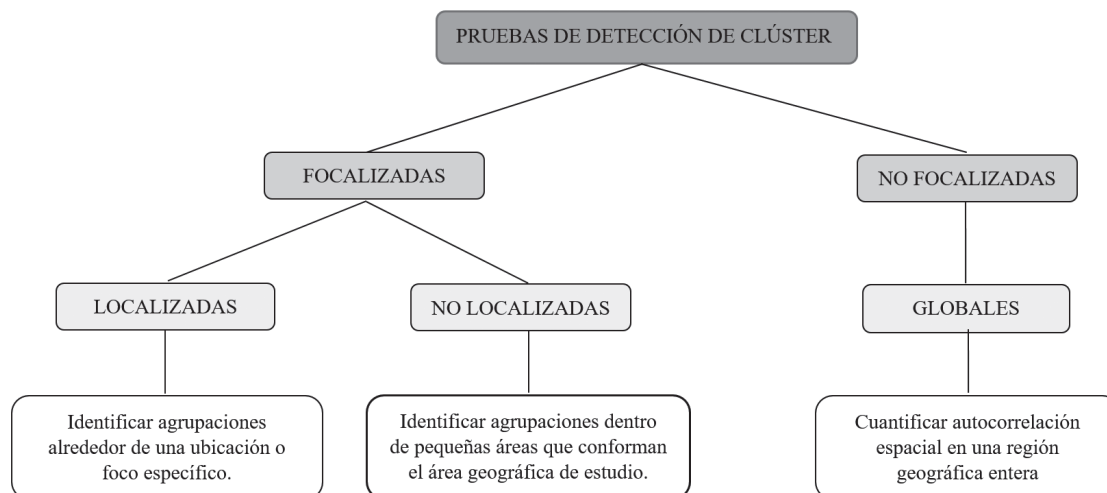 PRUEBAS DE DETECCIÓN DE CLÚSTER
FOCALIZADAS
NO FOCALIZADAS
LOCALIZADAS
NO LOCALIZADAS
GLOBALES
Identificar agrupaciones
alrededor de una ubicación o
foco específico.
Identificar agrupaciones dentro
de pequeñas áreas que conforman
el área geográfica de estudio.
Cuantificar autocorrelación
espacial en una región
geográfica entera